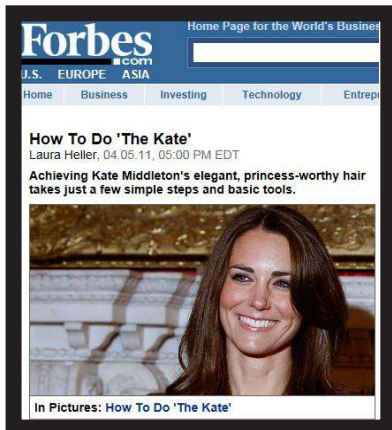 Forbes
.com
Home Page for the World's Busines
U.S. EUROPE ASIA
Home Business Investing Technology Entrepr
How To Do 'The Kate'
Laura Heller, 04.05.11, 05:00 PM EDT
Achieving Kate Middleton's elegant, princess-worthy hair
takes just a few simple steps and basic tools.
In Pictures: How To Do 'The Kate'